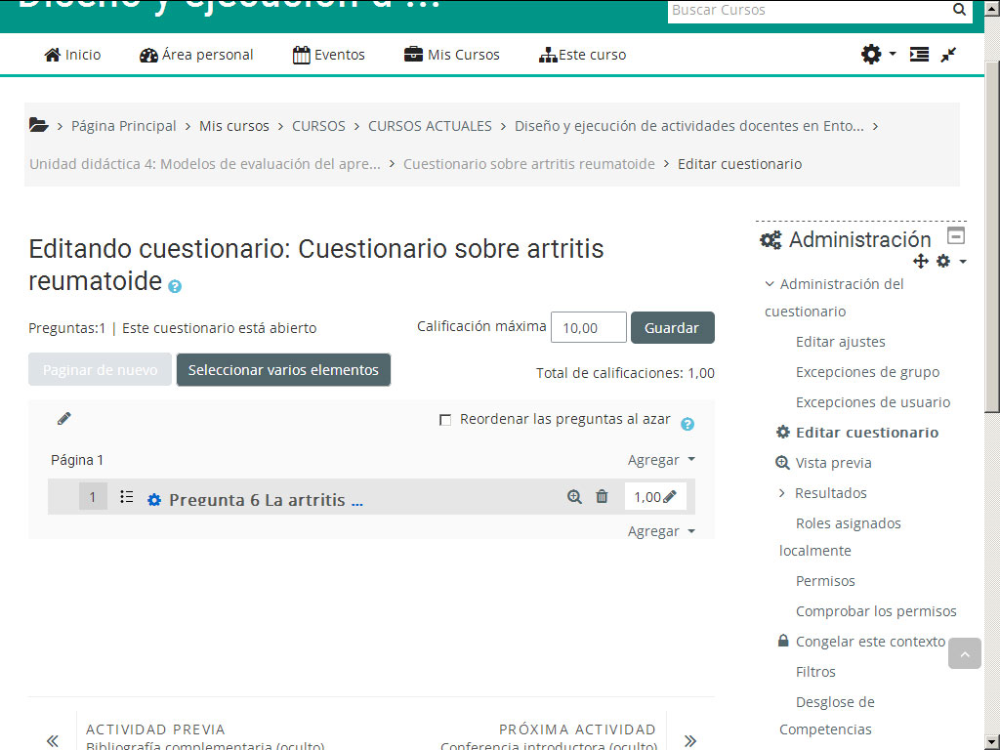 Diseño y ejecución d ...
Buscar Cursos
Inicio Área personal Eventos Mis Cursos Este curso
Página Principal Mis cursos CURSOS CURSOS ACTUALES Diseño y ejecución de actividades docentes en Ento...
Unidad didáctica 4: Modelos de evaluación del apre... Cuestionario sobre artritis reumatoide Editar cuestionario
Editando cuestionario: Cuestionario sobre artritis
reumatoide
Preguntas:1 | Este cuestionario está abierto
Calificación máxima 10,00 Guardar
Paginar de nuevo Seleccionar varios elementos
Total de calificaciones: 1,00
Reordenar las preguntas al azar
Página 1
Agregar
1 Pregunta 6 La artritis ... 1,00
Agregar
ACTIVIDAD PREVIA
Bibliografía complementaria (oculto)
PRÓXIMA ACTIVIDAD
Conferencia introductora (oculto)
Administración
Administración del
cuestionario
Editar ajustes
Excepciones de grupo
Excepciones de usuario
Editar cuestionario
Vista previa
Resultados
Roles asignados
localmente
Permisos
Comprobar los permisos
Congelar este contexto
Filtros
Desglose de
Competencias